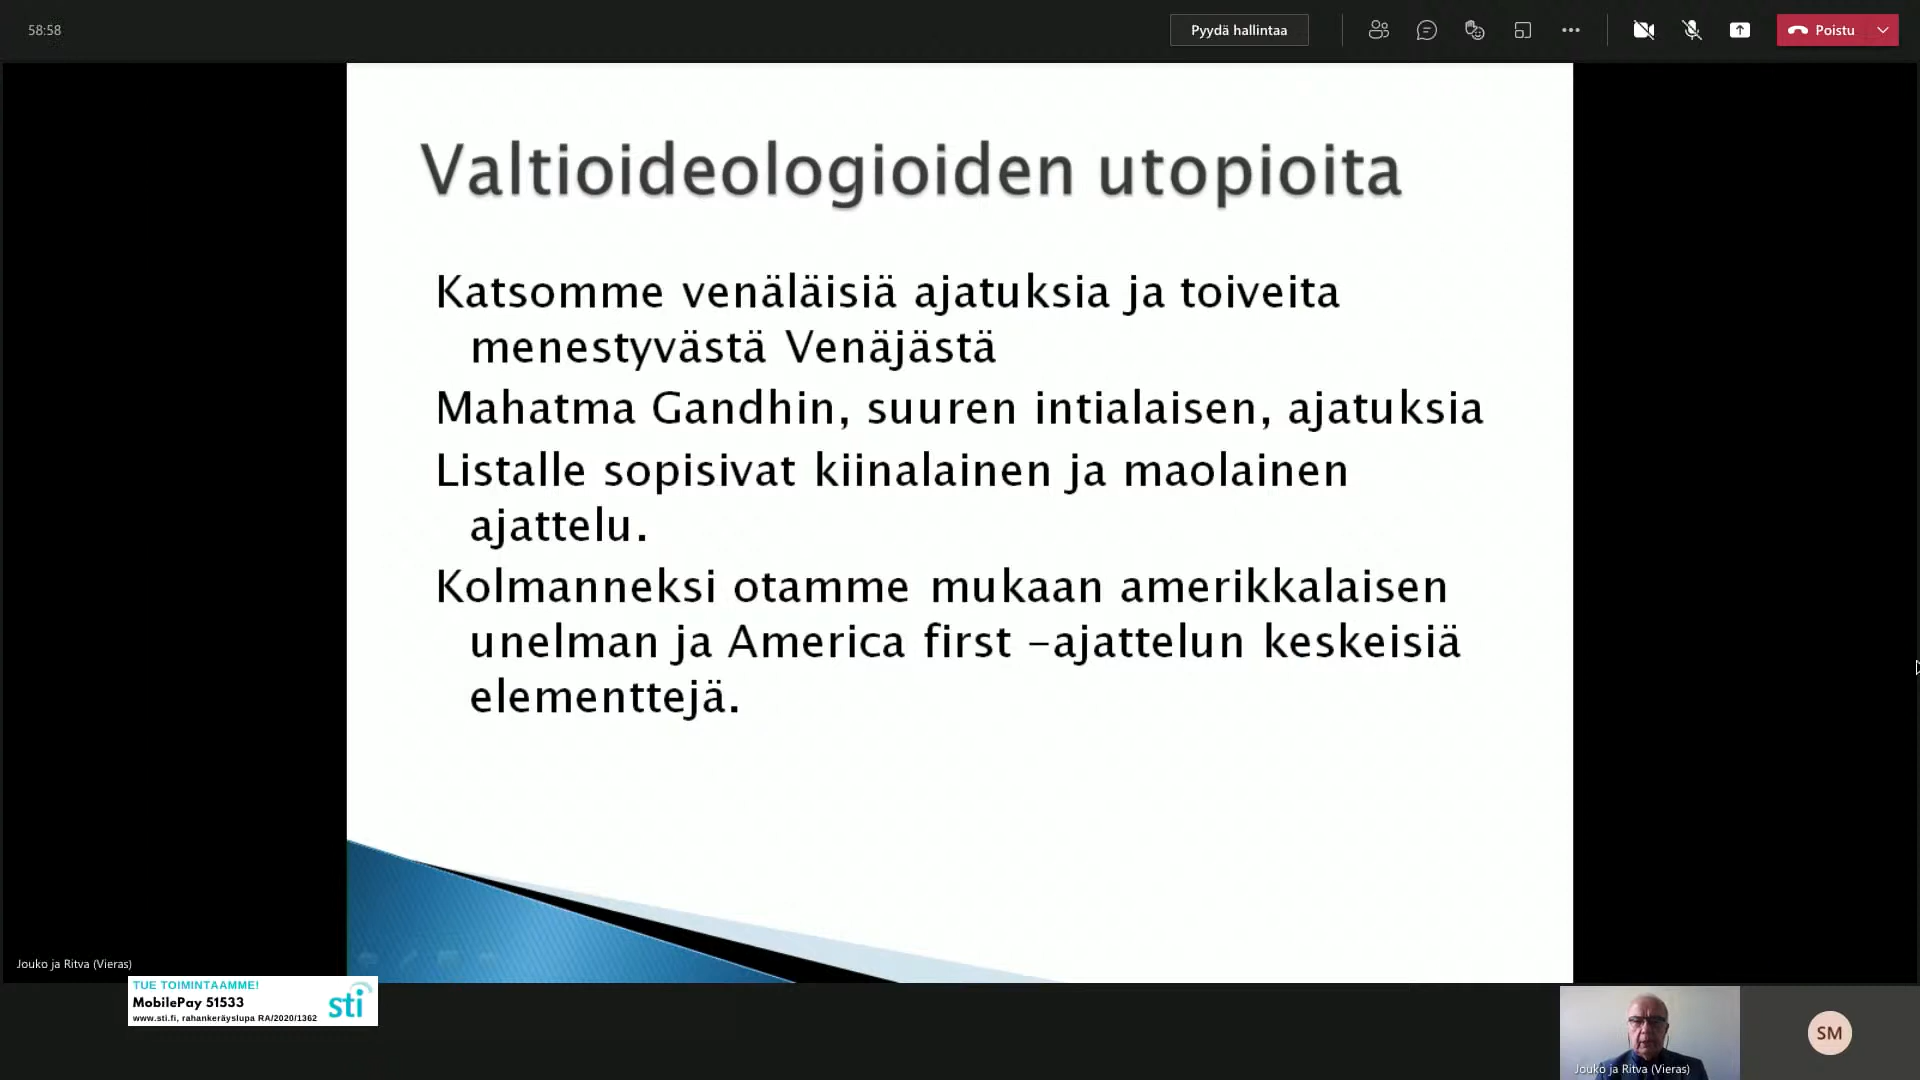 58:58
Pyydä hallintaa
Poistu
Valtioideologioiden utopioita
Katsomme venäläisiä ajatuksia ja toiveita
menestyvästä Venäjästä
Mahatma Gandhin, suuren intialaisen, ajatuksia
Listalle sopisivat kiinalainen ja maolainen
ajattelu.
Kolmanneksi otamme mukaan amerikkalaisen
unelman ja America first –ajattelun keskeisiä
elementtejä.
Jouko ja Ritva (Vieras)
TUE TOIMINTAAMME!
MobilePay 51533
www.sti.fi, rahankeräyslupa RA/2020/1362
sti
Jouko ja Ritva (Vieras)
SM